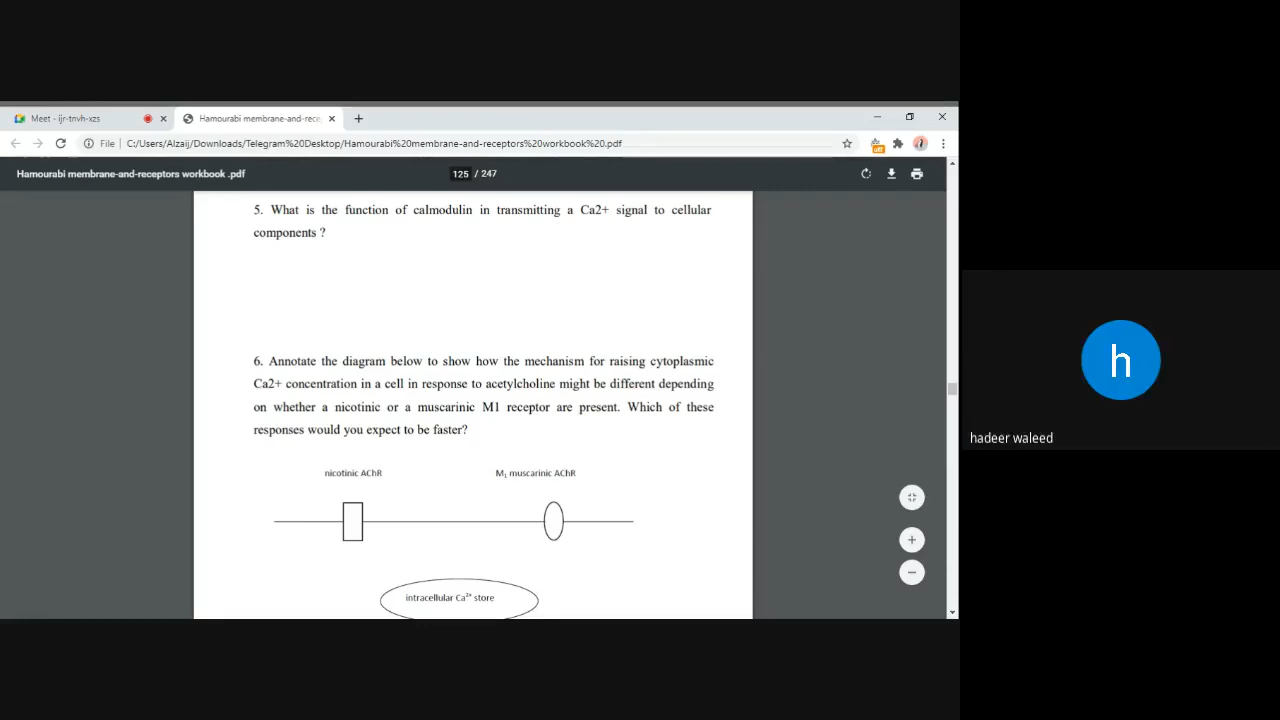 Meet - ijr-tnvh-xzs
Hamourabi membrane-and-rece
File
C:/Users/Alzaij/Downloads/Telegram%20Desktop/Hamourabi%20membrane-and-receptors%20workbook%20.pdf
off
Hamourabi membrane-and-receptors workbook .pdf
125 / 247
5. What is the function of calmodulin in transmitting a Ca2+ signal to cellular
components ?
6. Annotate the diagram below to show how the mechanism for raising cytoplasmic
Ca2+ concentration in a cell in response to acetylcholine might be different depending
on whether a nicotinic or a muscarinic M1 receptor are present. Which of these
responses would you expect to be faster?
nicotinic AChR
M₁ muscarinic AChR
intracellular Ca²⁺ store
h
hadeer waleed